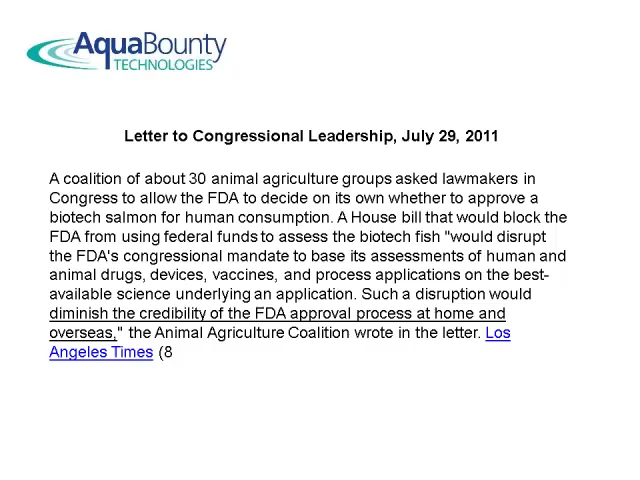 AquaBounty
TECHNOLOGIES
Letter to Congressional Leadership, July 29, 2011
A coalition of about 30 animal agriculture groups asked lawmakers in
Congress to allow the FDA to decide on its own whether to approve a
biotech salmon for human consumption. A House bill that would block the
FDA from using federal funds to assess the biotech fish "would disrupt
the FDA's congressional mandate to base its assessments of human and
animal drugs, devices, vaccines, and process applications on the best-
available science underlying an application. Such a disruption would
diminish the credibility of the FDA approval process at home and
overseas," the Animal Agriculture Coalition wrote in the letter. Los
Angeles Times (8